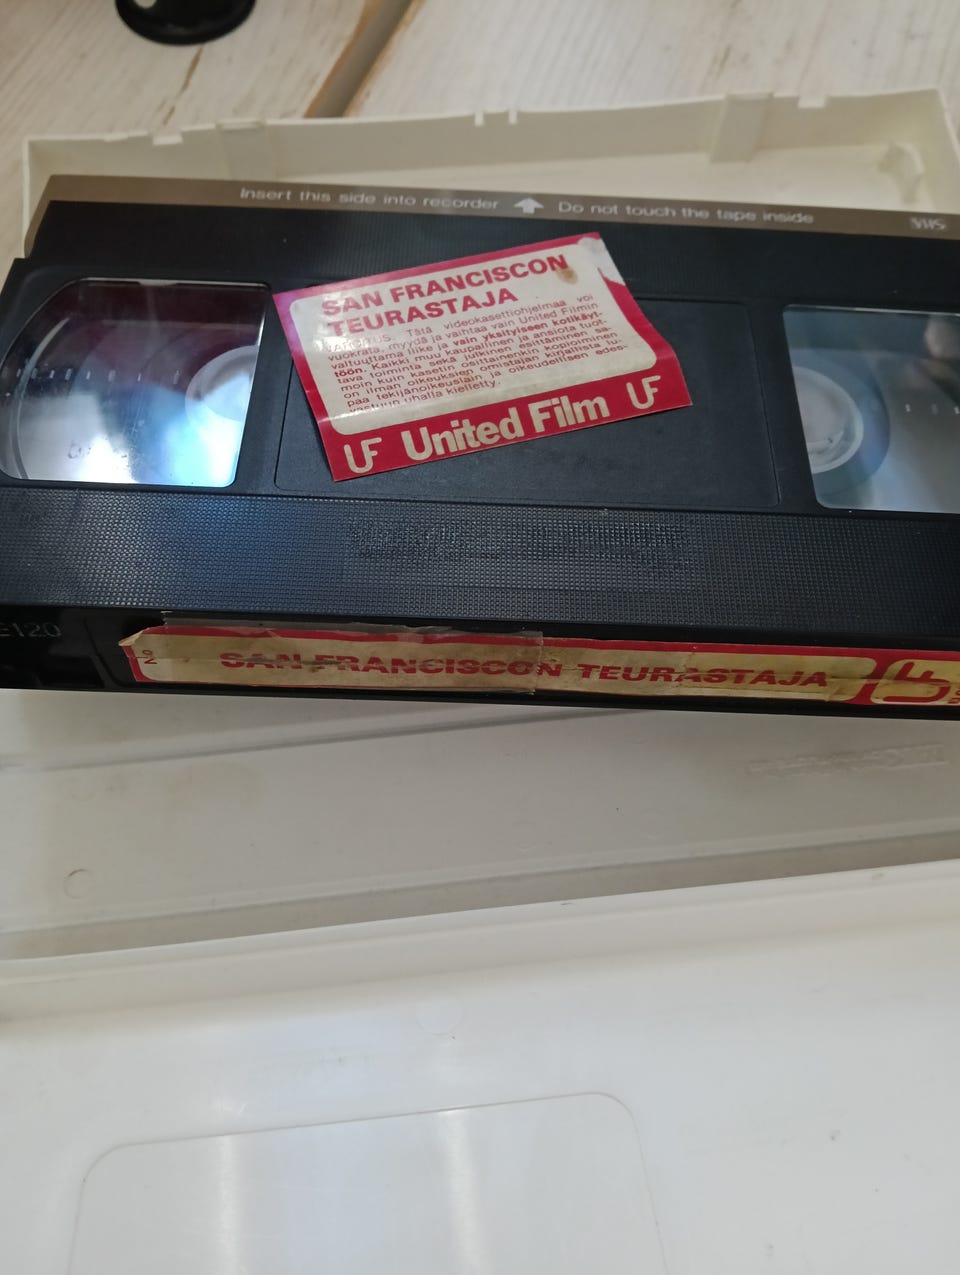 Insert this side into recorder Do not touch the tape inside VHS
SAN FRANCISCON
TEURASTAJA
VAROITUS. Tätä videokasettiohjelmaa voi
vuokrata, myydä ja vaihtaa vain United Filmin
valtuuttama liike ja vain yksityiseen kotikäyt-
töön. Kaikki muu kaupallinen ja ansiota tuot-
tava toiminta sekä julkinen esittäminen sa-
moin kuin kasetin osittainenkin kopioiminen
on ilman oikeuksien omistajan kirjallista lu-
paa tekijänoikeuslain ja oikeudellisen edes-
vastuun uhalla kielletty.
UF United Film UF
E120
No SAN FRANCISCON TEURASTAJA UF